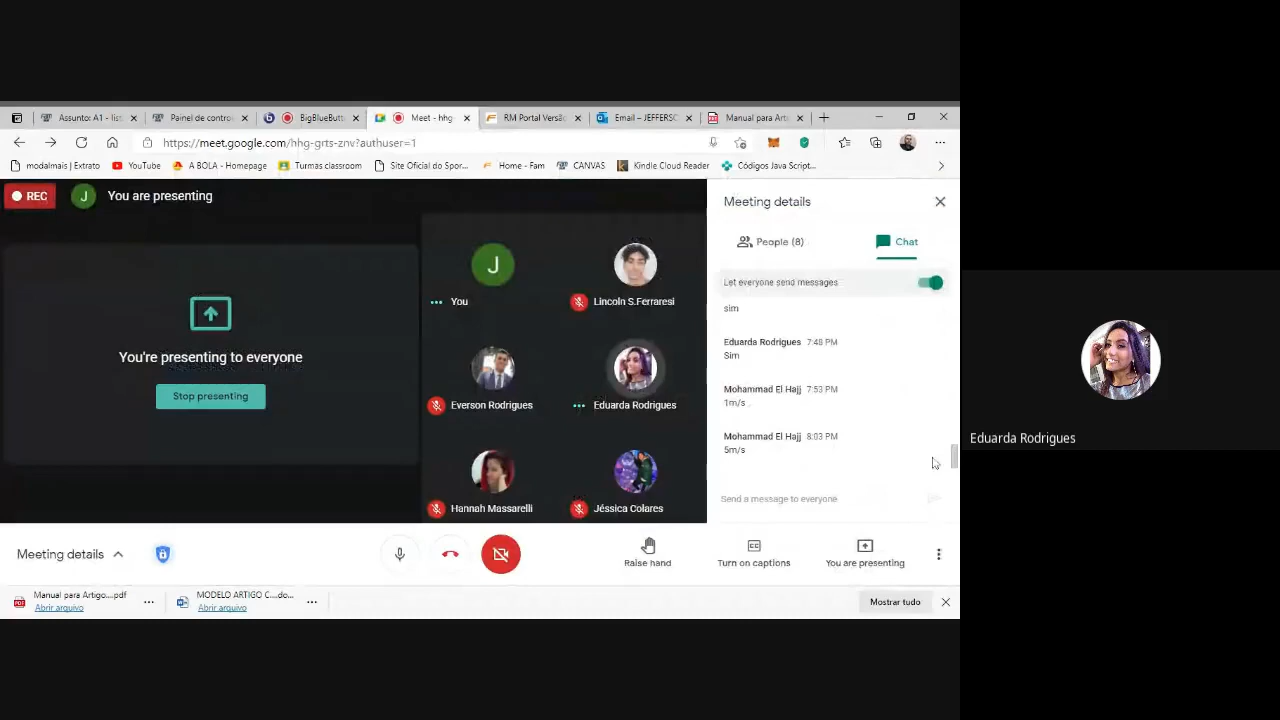 Assunto: A1 - list
Painel de contro
BigBlueButt
Meet - hhg
RM Portal Versã
Email – JEFFERSC
Manual para Art
https://meet.google.com/hhg-grts-znv?authuser=1
modalmais | Extrato
YouTube
A BOLA - Homepage
Turmas classroom
Site Oficial do Spor...
Home - Fam
CANVAS
Kindle Cloud Reader
Códigos Java Script...
REC
J
You are presenting
You're presenting to everyone
Stop presenting
J
You
Lincoln S.Ferraresi
Everson Rodrigues
Eduarda Rodrigues
Hannah Massarelli
Jéssica Colares
Meeting details
People (8)
Chat
Let everyone send messages
sim
Eduarda Rodrigues 7:48 PM
Sim
Mohammad El Hajj 7:53 PM
1m/s
Mohammad El Hajj 8:03 PM
5m/s
Send a message to everyone
Meeting details
Raise hand
Turn on captions
You are presenting
Manual para Artigo....pdf
Abrir arquivo
MODELO ARTIGO C....do...
Abrir arquivo
Mostrar tudo
Eduarda Rodrigues